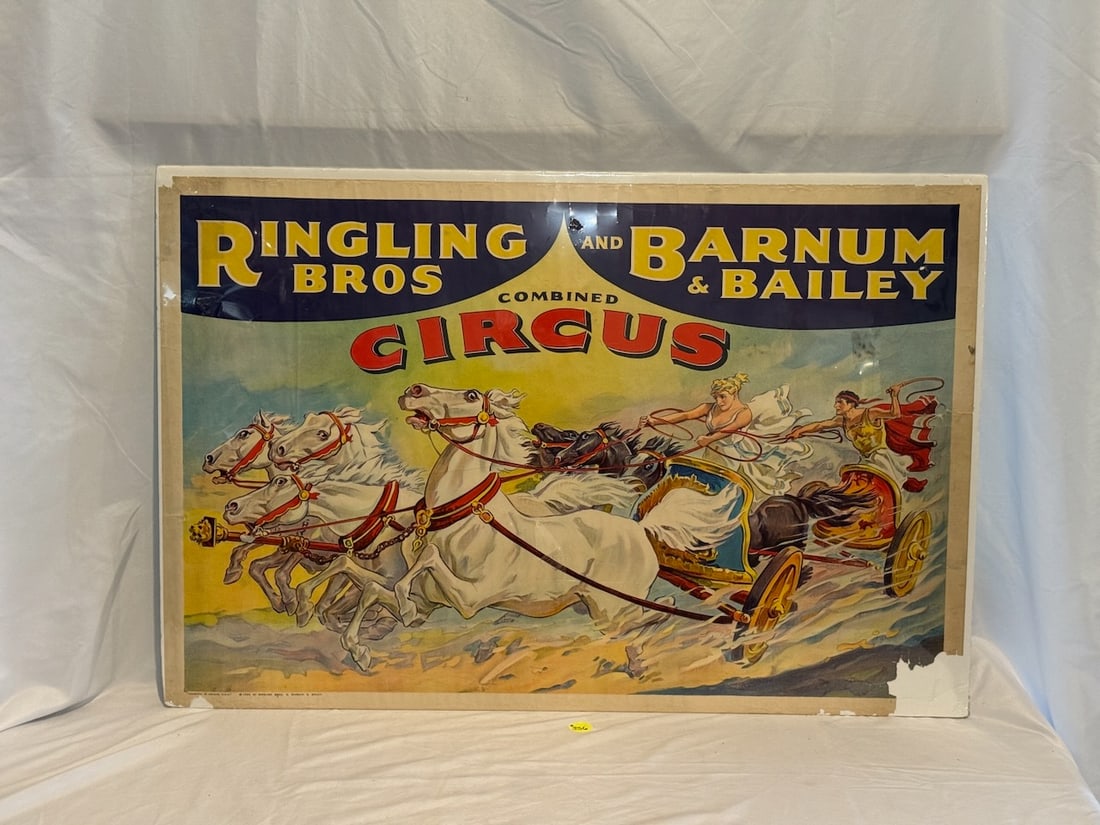 RINGLING
BROS
AND
BARNUM
& BAILEY
COMBINED
CIRCUS